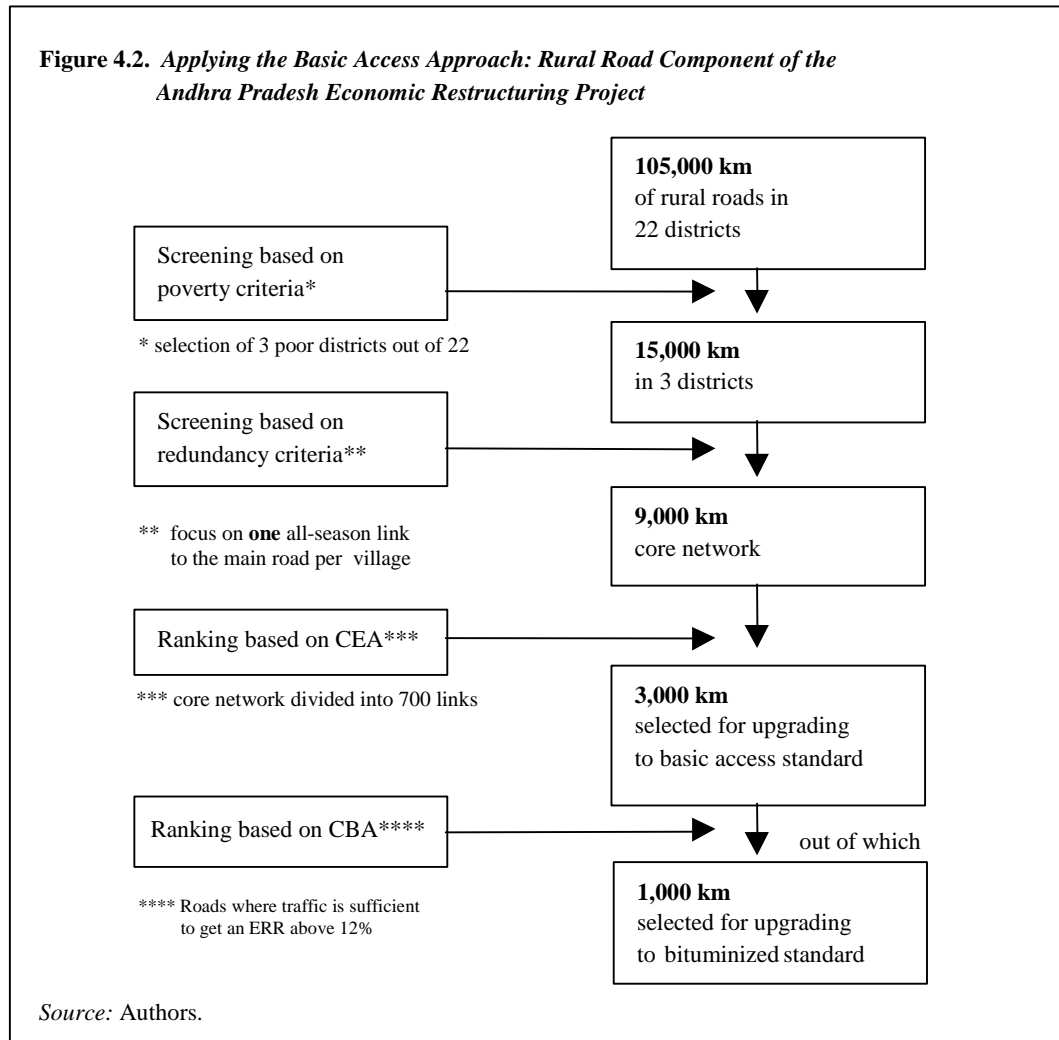 Figure 4.2. Applying the Basic Access Approach: Rural Road Component of the
Andhra Pradesh Economic Restructuring Project
105,000 km
of rural roads in
22 districts
Screening based on
poverty criteria*
* selection of 3 poor districts out of 22
15,000 km
in 3 districts
Screening based on
redundancy criteria**
** focus on one all-season link
to the main road per village
9,000 km
core network
Ranking based on CEA***
*** core network divided into 700 links
3,000 km
selected for upgrading
to basic access standard
Ranking based on CBA****
out of which
**** Roads where traffic is sufficient
to get an ERR above 12%
1,000 km
selected for upgrading
to bituminized standard
Source: Authors.